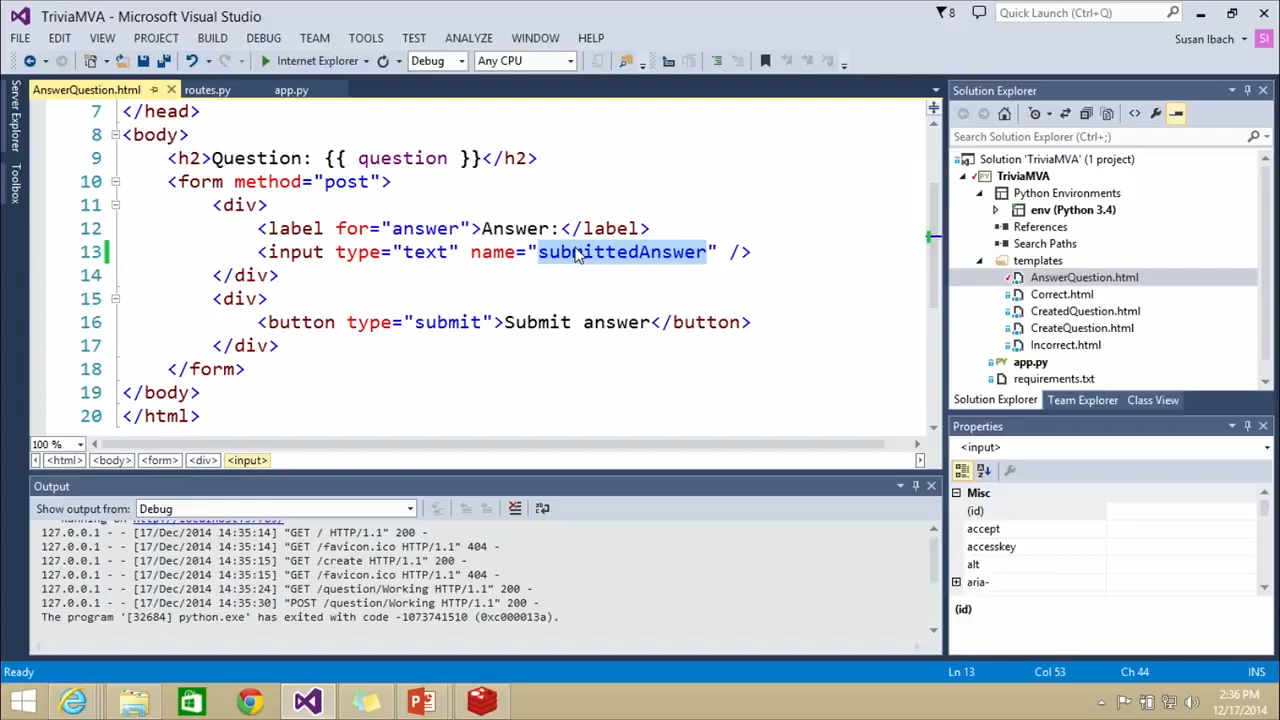 TriviaMVA - Microsoft Visual Studio
8
Quick Launch (Ctrl+Q)
FILE EDIT VIEW PROJECT BUILD DEBUG TEAM TOOLS TEST ANALYZE WINDOW HELP
Susan Ibach SI
Internet Explorer Debug Any CPU
Server Explorer
Toolbox
AnswerQuestion.html routes.py app.py
7 </head>
8 <body>
9 <h2>Question: {{ question }}</h2>
10 <form method="post">
11 <div>
12 <label for="answer">Answer:</label>
13 <input type="text" name="submittedAnswer" />
14 </div>
15 <div>
16 <button type="submit">Submit answer</button>
17 </div>
18 </form>
19 </body>
20 </html>
100 %
<html> <body> <form> <div> <input>
Output
Show output from: Debug
127.0.0.1 - - [17/Dec/2014 14:35:14] "GET / HTTP/1.1" 200 -
127.0.0.1 - - [17/Dec/2014 14:35:14] "GET /favicon.ico HTTP/1.1" 404 -
127.0.0.1 - - [17/Dec/2014 14:35:15] "GET /create HTTP/1.1" 200 -
127.0.0.1 - - [17/Dec/2014 14:35:15] "GET /favicon.ico HTTP/1.1" 404 -
127.0.0.1 - - [17/Dec/2014 14:35:24] "GET /question/Working HTTP/1.1" 200 -
127.0.0.1 - - [17/Dec/2014 14:35:30] "POST /question/Working HTTP/1.1" 200 -
The program '[32684] python.exe' has exited with code -1073741510 (0xc000013a).
Solution Explorer
Search Solution Explorer (Ctrl+;)
Solution 'TriviaMVA' (1 project)
PY TriviaMVA
Python Environments
env (Python 3.4)
References
Search Paths
templates
AnswerQuestion.html
Correct.html
CreatedQuestion.html
CreateQuestion.html
Incorrect.html
app.py
requirements.txt
Solution Explorer Team Explorer Class View
Properties
<input>
Misc
(id)
accept
accesskey
alt
aria-
(id)
Ready Ln 13 Col 53 Ch 44 INS
2:36 PM
12/17/2014